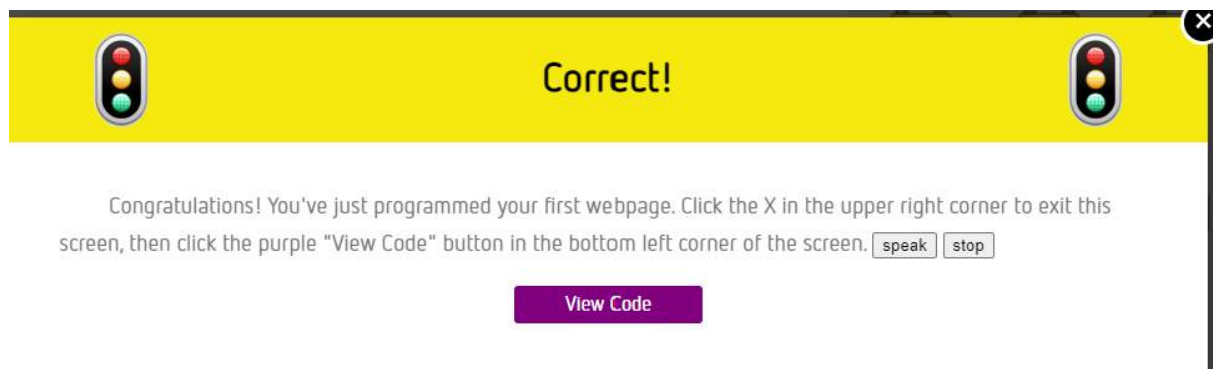 Correct!
Congratulations! You've just programmed your first webpage. Click the X in the upper right corner to exit this
screen, then click the purple "View Code" button in the bottom left corner of the screen. speak stop
View Code